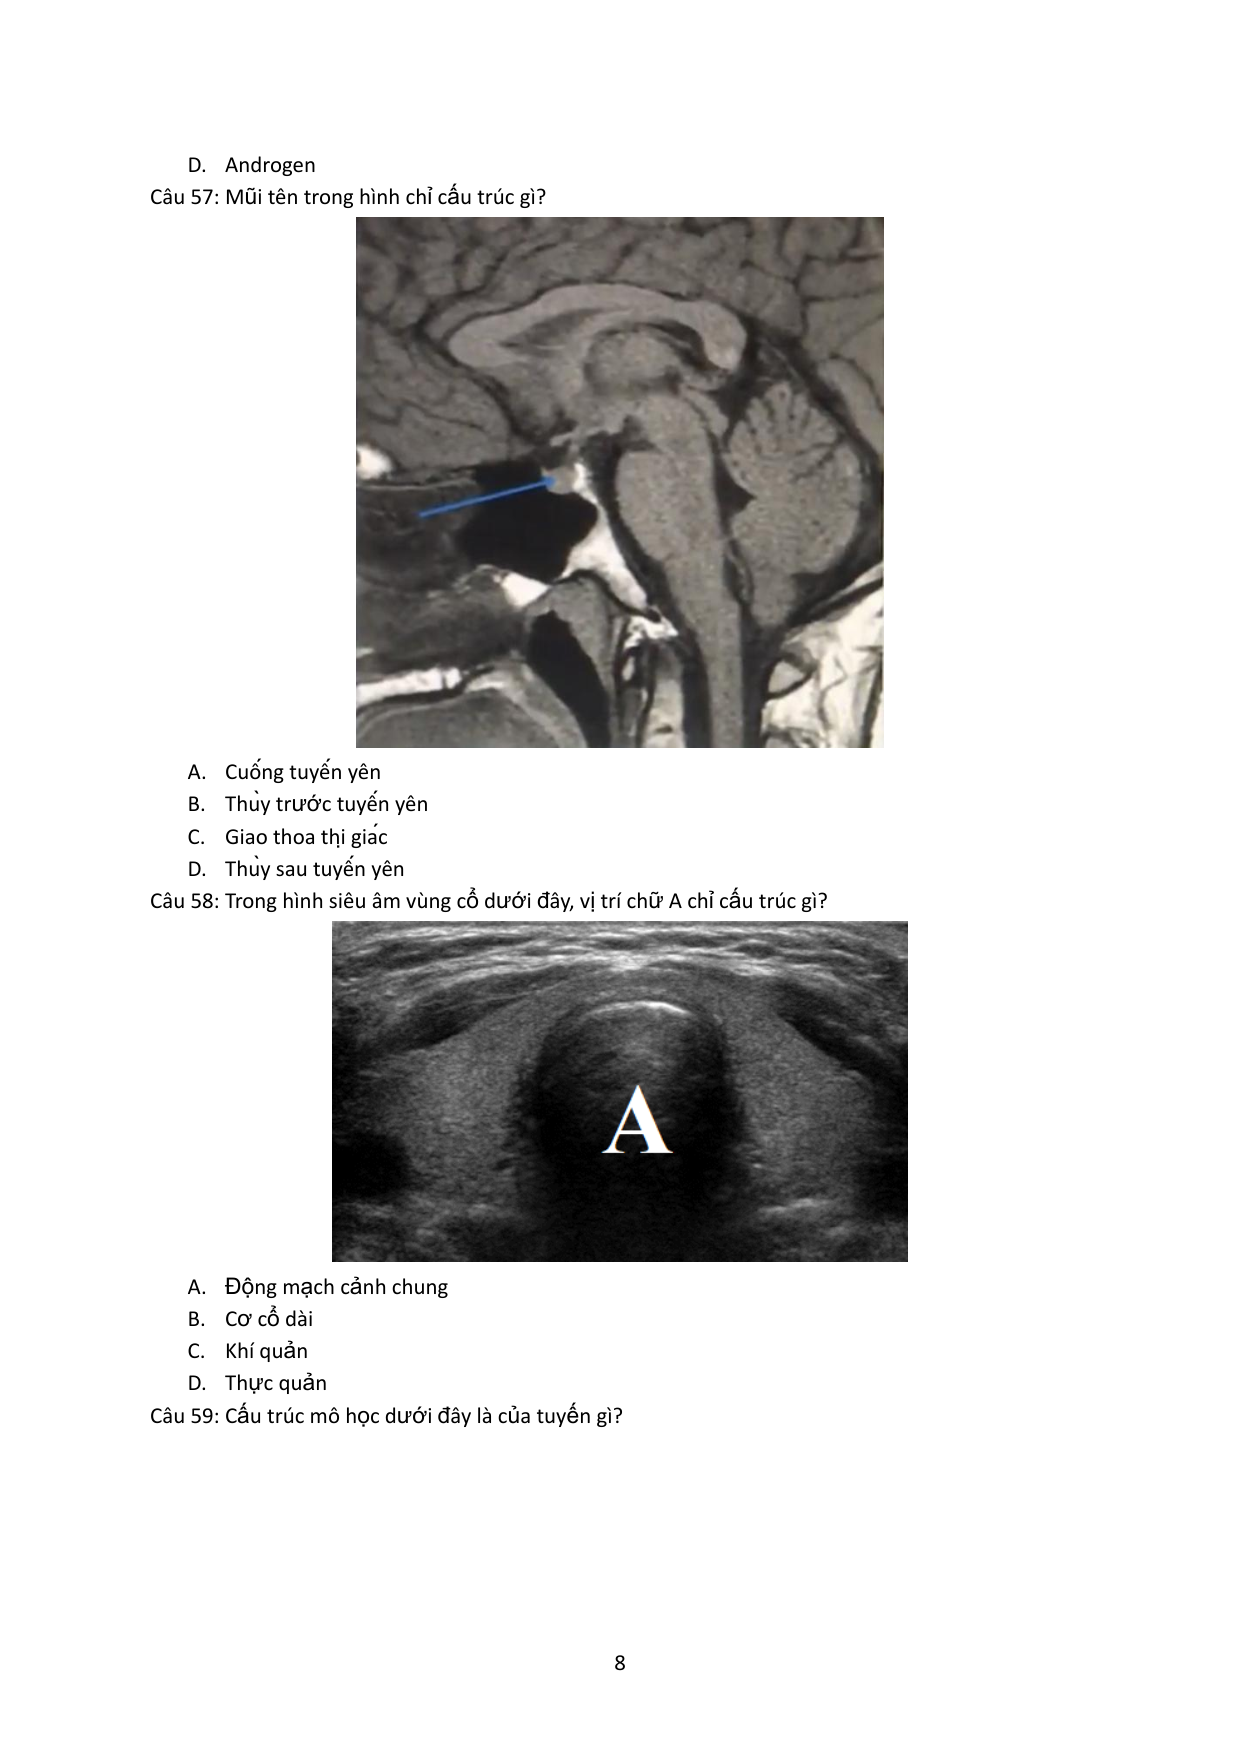 D. Androgen
Câu 57: Mũi tên trong hình chỉ cấu trúc gì?
A. Cuống tuyến yên
B. Thùy trước tuyến yên
C. Giao thoa thị giác
D. Thùy sau tuyến yên
Câu 58: Trong hình siêu âm vùng cổ dưới đây, vị trí chữ A chỉ cấu trúc gì?
A
A. Động mạch cảnh chung
B. Cơ cổ dài
C. Khí quản
D. Thực quản
Câu 59: Cấu trúc mô học dưới đây là của tuyến gì?
8